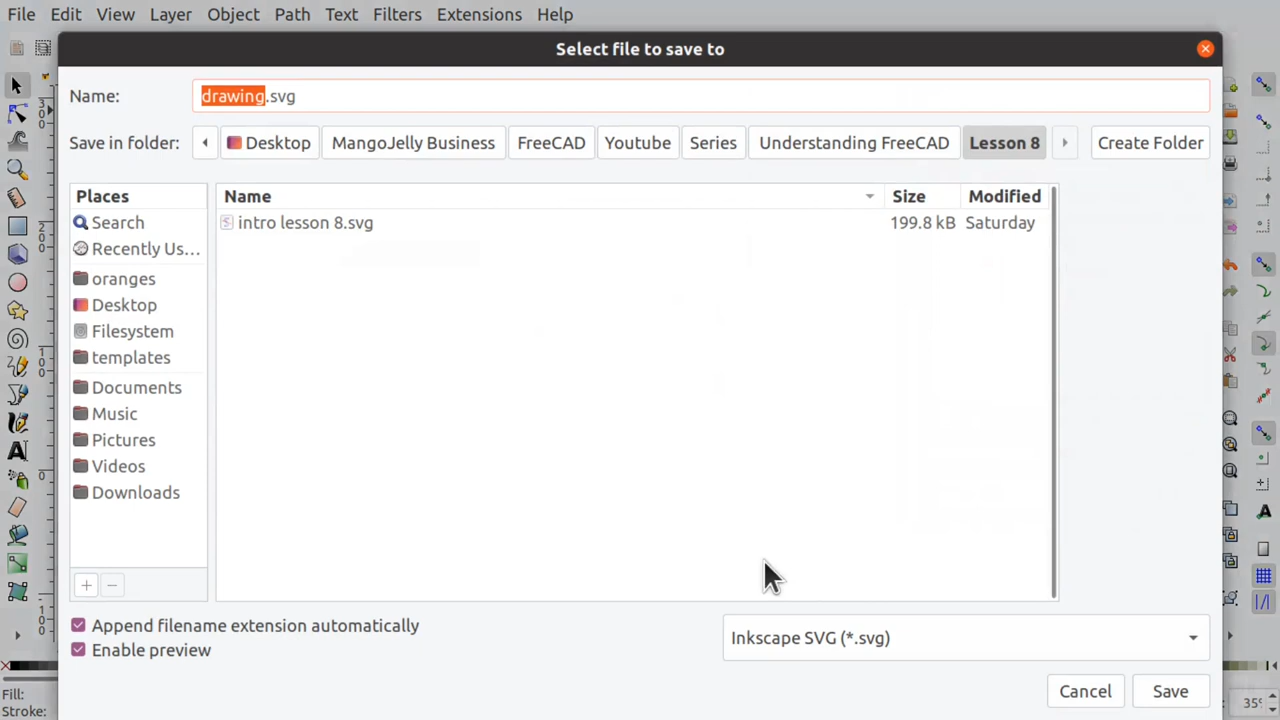 File Edit View Layer Object Path Text Filters Extensions Help
Select file to save to
Name: drawing.svg
Save in folder: Desktop MangoJelly Business FreeCAD Youtube Series Understanding FreeCAD Lesson 8 Create Folder
Places Name Size Modified
Search intro lesson 8.svg 199.8 kB Saturday
Recently Us...
oranges
Desktop
Filesystem
templates
Documents
Music
Pictures
Videos
Downloads
Append filename extension automatically
Inkscape SVG (*.svg)
Enable preview
Cancel Save
Fill:
Stroke: